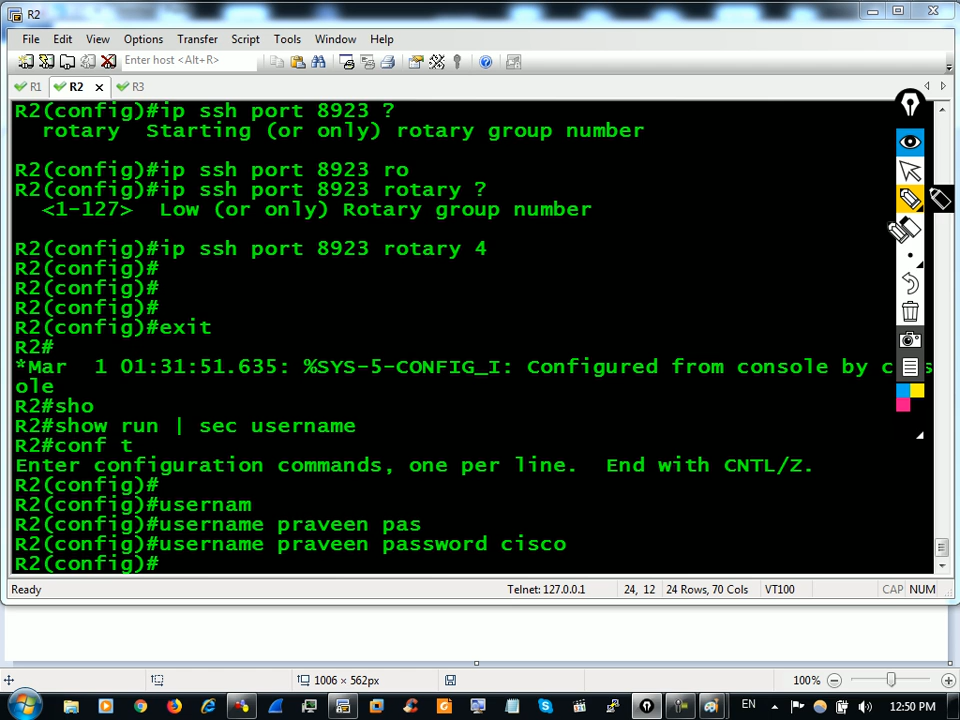 R2
File Edit View Options Transfer Script Tools Window Help
Enter host <Alt+R>
R1 R2 × R3
R2(config)#ip ssh port 8923 ?
rotary Starting (or only) rotary group number
R2(config)#ip ssh port 8923 ro
R2(config)#ip ssh port 8923 rotary ?
<1-127> Low (or only) Rotary group number
R2(config)#ip ssh port 8923 rotary 4
R2(config)#
R2(config)#
R2(config)#
R2(config)#exit
R2#
*Mar 1 01:31:51.635: %SYS-5-CONFIG_I: Configured from console by c s
ole
R2#sho
R2#show run | sec username
R2#conf t
Enter configuration commands, one per line. End with CNTL/Z.
R2(config)#
R2(config)#usernam
R2(config)#username praveen pas
R2(config)#username praveen password cisco
R2(config)#
Ready Telnet: 127.0.0.1 24, 12 24 Rows, 70 Cols VT100 CAP NUM
1006 × 562px 100%
EN 12:50 PM